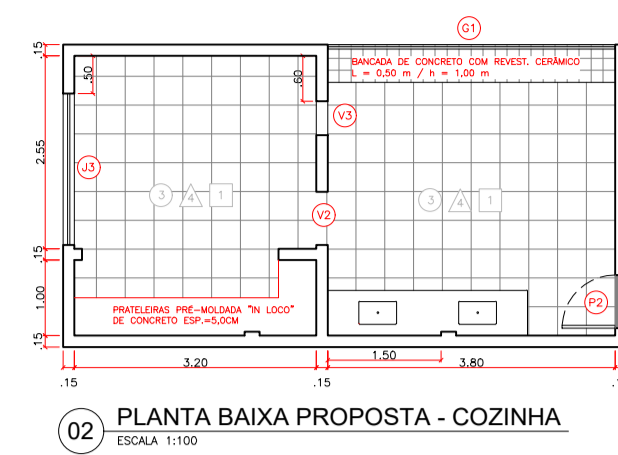 G1
.15
BANCADA DE CONCRETO COM REVEST. CERÂMICO
L = 0,50 m / h = 1,00 m
.50
.60
V3
2.55
J3
3 4 1
3 4 1
V2
.15
1.00
PRATELEIRAS PRÉ-MOLDADA "IN LOCO"
DE CONCRETO ESP.=5,0CM
P2
.15
3.20
1.50
3.80
.15
.15
02 PLANTA BAIXA PROPOSTA - COZINHA
ESCALA 1:100